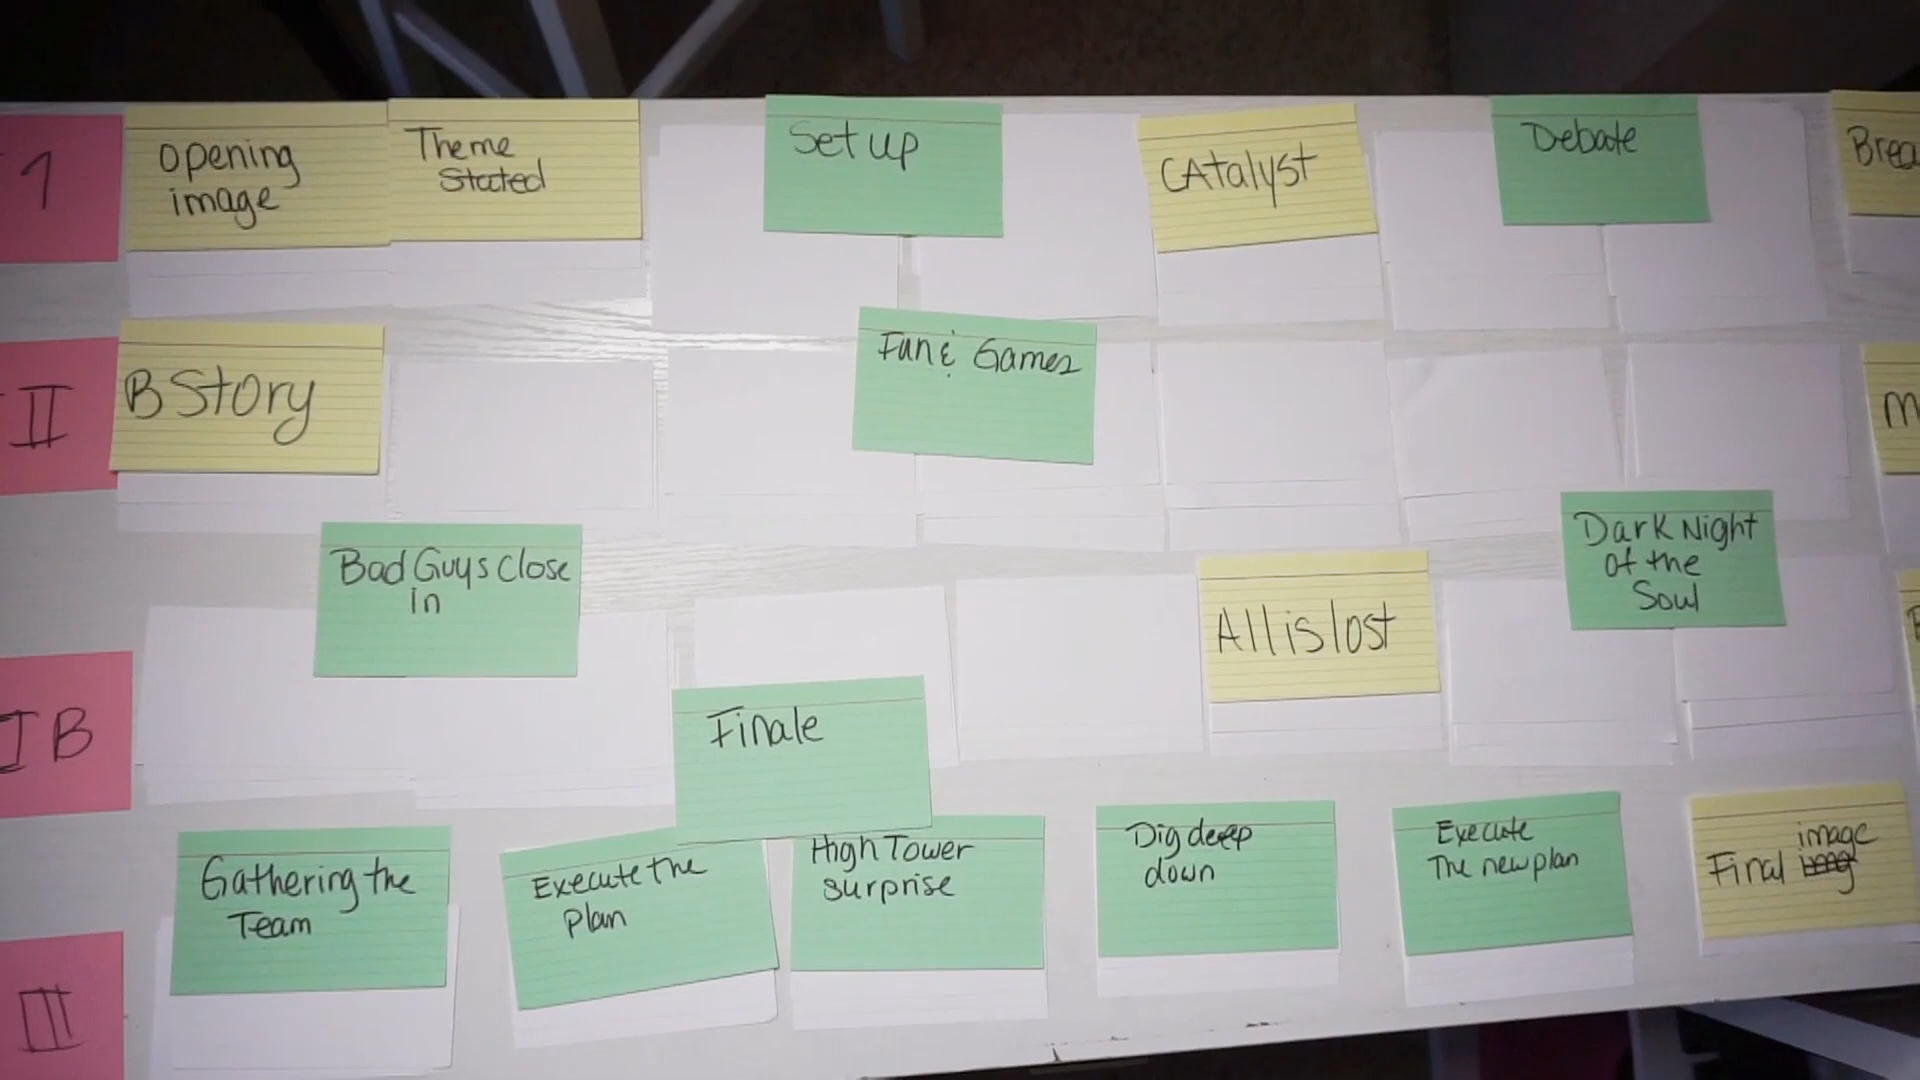 1
Opening
image
Theme
Stated
Set up
CAtalyst
Debate
Brea
II
B Story
Fun & Games
M
Bad Guys Close
in
All is lost
Dark Night
of the
Soul
I B
Finale
III
Gathering the
Team
Execute the
plan
High Tower
surprise
Dig deep
down
Execute
The new plan
image
Final